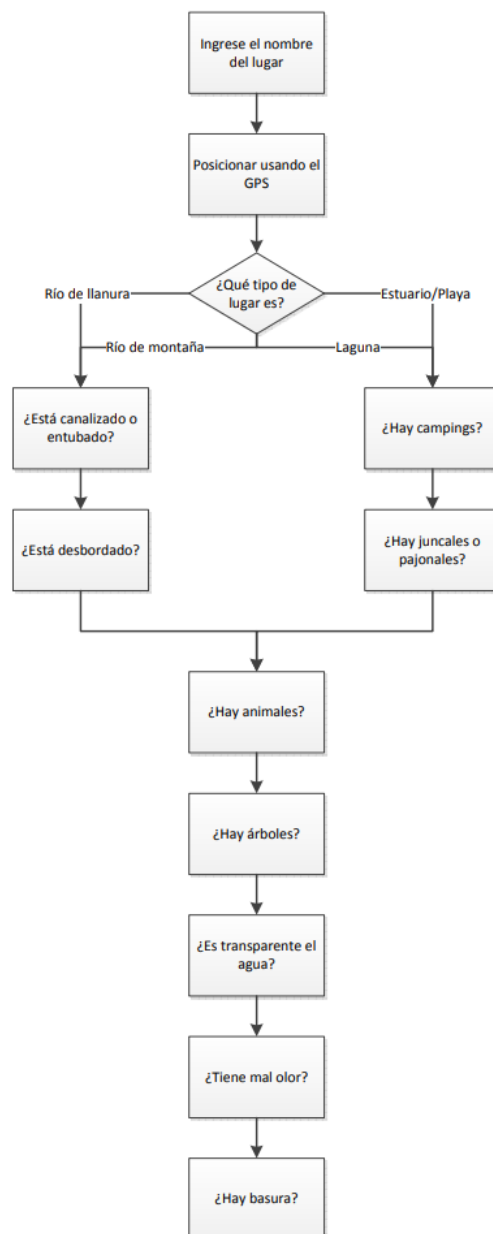 Ingrese el nombre
del lugar
Posicionar usando el
GPS
¿Qué tipo de
lugar es?
Río de llanura
Estuario/Playa
Río de montaña
Laguna
¿Está canalizado o
entubado?
¿Hay campings?
¿Está desbordado?
¿Hay juncales o
pajonales?
¿Hay animales?
¿Hay árboles?
¿Es transparente el
agua?
¿Tiene mal olor?
¿Hay basura?